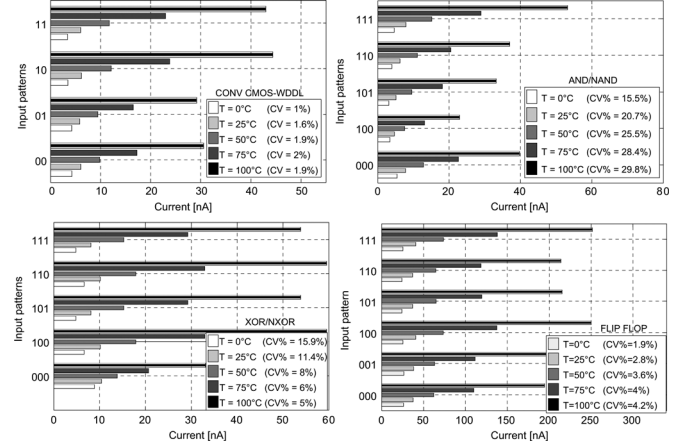 Input patterns
11
10
01
00
CONV CMOS-WDDL
T = 0°C (CV = 1%)
T = 25°C (CV = 1.6%)
T = 50°C (CV = 1.9%)
T = 75°C (CV = 2%)
T = 100°C (CV = 1.9%)
0 10 20 30 40 50
Current [nA]
Input patterns
111
110
101
100
000
AND/NAND
T = 0°C (CV% = 15.5%)
T = 25°C (CV% = 20.7%)
T = 50°C (CV% = 25.5%)
T = 75°C (CV% = 28.4%)
T = 100°C (CV% = 29.8%)
0 20 40 60 80
Current [nA]
Input patterns
111
110
101
100
000
XOR/NXOR
T = 0°C (CV% = 15.9%)
T = 25°C (CV% = 11.4%)
T = 50°C (CV% = 8%)
T = 75°C (CV% = 6%)
T = 100°C (CV% = 5%)
0 10 20 30 40 50 60
Current [nA]
Input pattern
111
110
101
100
001
000
FLIP FLOP
T=0°C (CV%=1.9%)
T=25°C (CV%=2.8%)
T=50°C (CV%=3.6%)
T=75°C (CV%=4%)
T=100°C (CV%=4.2%)
0 50 100 150 200 250 300
Current [nA]